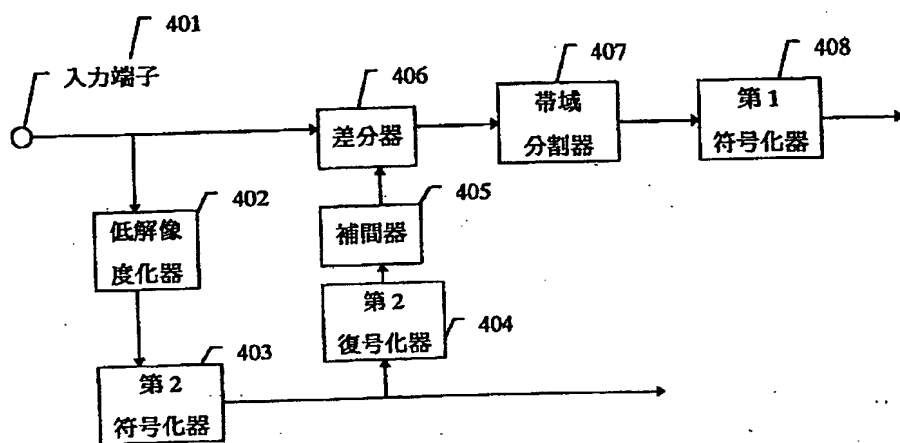 401
入力端子
406
差分器
407
帯域
分割器
408
第1
符号化器
402
低解像
度化器
405
補間器
第2
復号化器
404
403
第2
符号化器